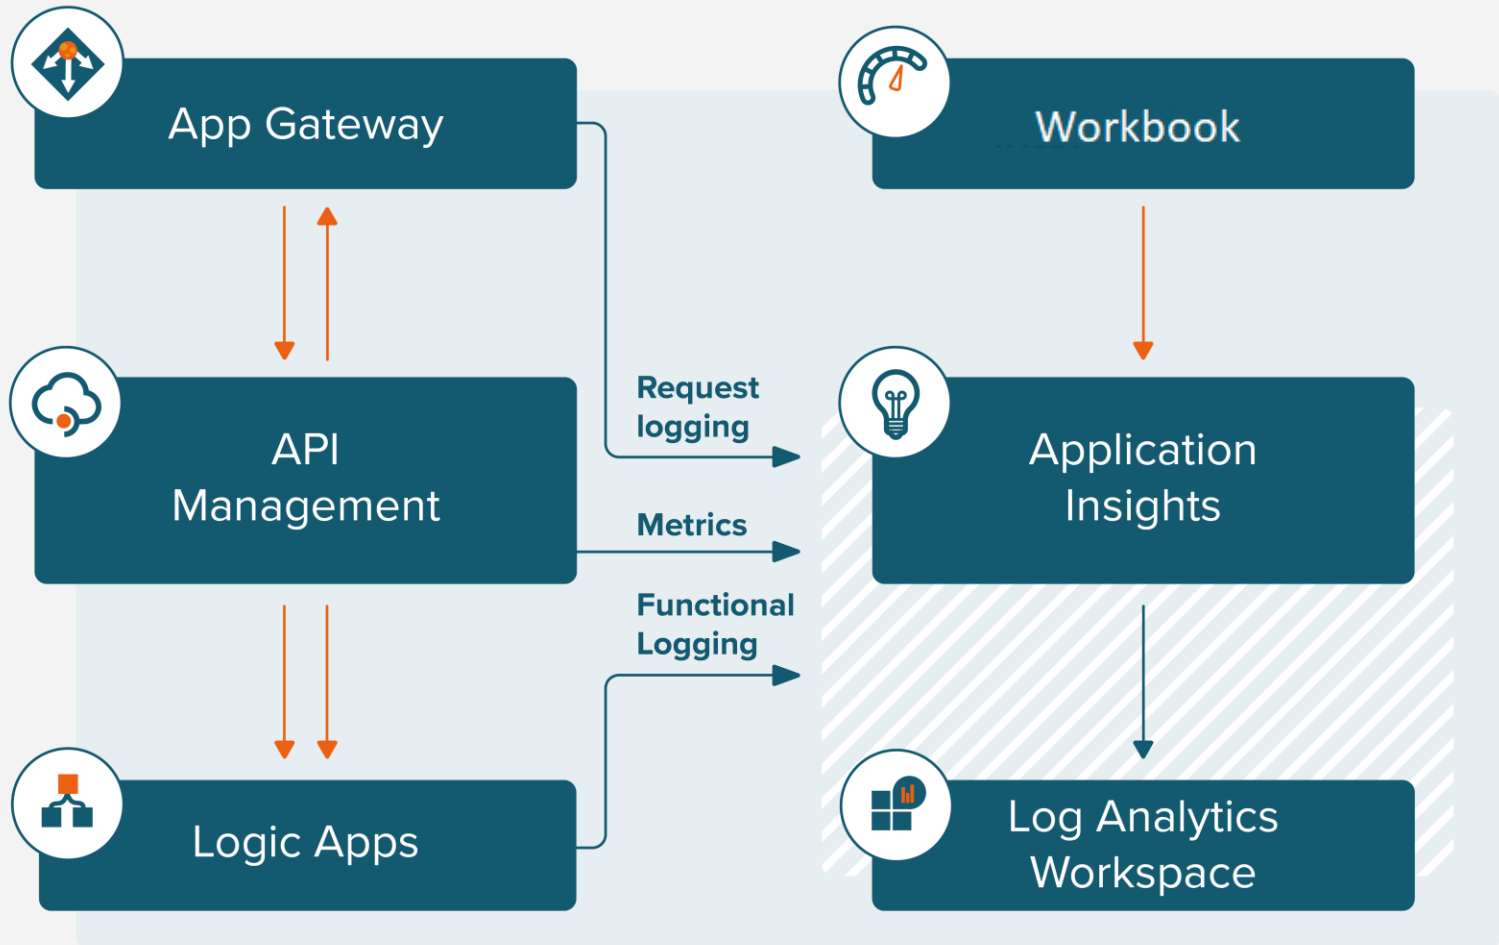 App Gateway
Workbook
Request
logging
API
Management
Application
Insights
Metrics
Functional
Logging
Logic Apps
Log Analytics
Workspace